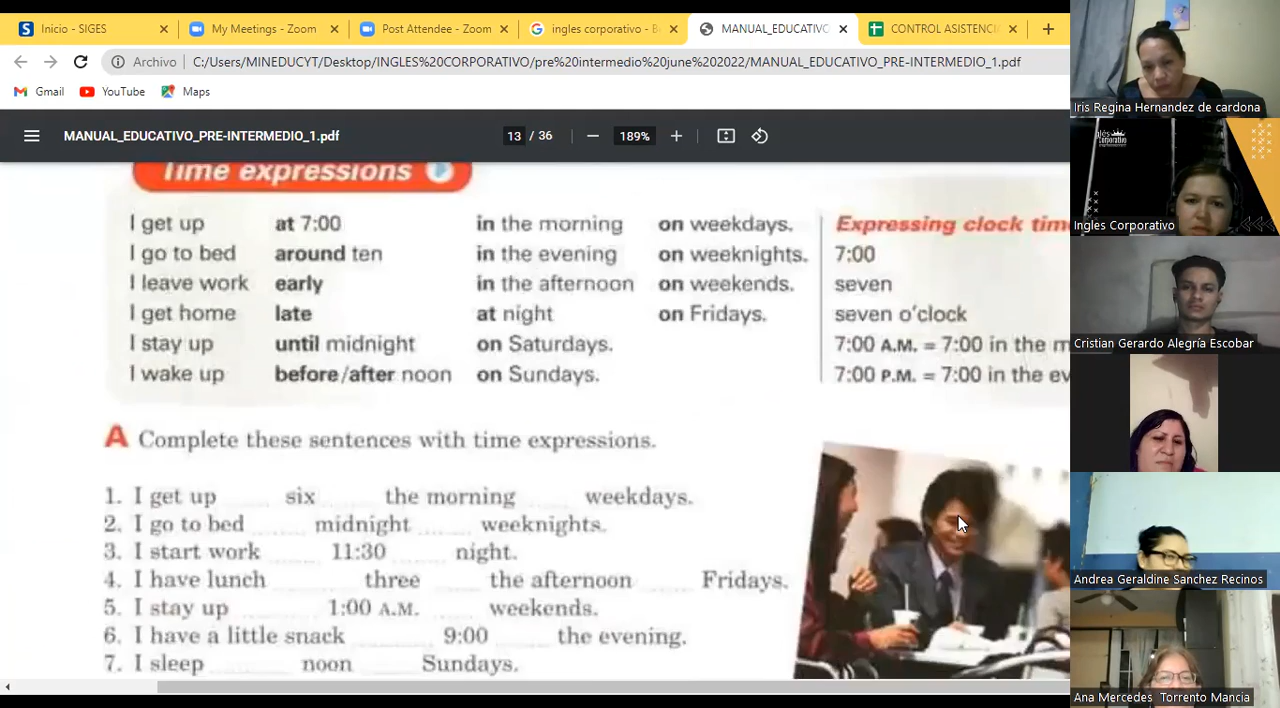 Inicio - SIGES
My Meetings - Zoom
Post Attendee - Zoom
ingles corporativo - B
MANUAL_EDUCATIVO
CONTROL ASISTENCI
Archivo
C:/Users/MINEDUCYT/Desktop/INGLES%20CORPORATIVO/pre%20intermedio%20june%202022/MANUAL_EDUCATIVO_PRE-INTERMEDIO_1.pdf
Gmail YouTube Maps
MANUAL_EDUCATIVO_PRE-INTERMEDIO_1.pdf 13 / 36 189%
Time expressions
I get up at 7:00 in the morning on weekdays.
I go to bed around ten in the evening on weeknights.
I leave work early in the afternoon on weekends.
I get home late at night on Fridays.
I stay up until midnight on Saturdays.
I wake up before/after noon on Sundays.
Expressing clock tim
7:00
seven
seven o'clock
7:00 A.M. = 7:00 in the m
7:00 P.M. = 7:00 in the ev
A Complete these sentences with time expressions.
1. I get up ..... six ..... the morning ..... weekdays.
2. I go to bed ..... midnight ..... weeknights.
3. I start work ..... 11:30 ..... night.
4. I have lunch ..... three ..... the afternoon ..... Fridays.
5. I stay up ..... 1:00 A.M. ..... weekends.
6. I have a little snack ..... 9:00 ..... the evening.
7. I sleep ..... noon ..... Sundays.
Iris Regina Hernandez de cardona
Ingles Corporativo
Cristian Gerardo Alegría Escobar
Andrea Geraldine Sanchez Recinos
Ana Mercedes Torrento Mancia